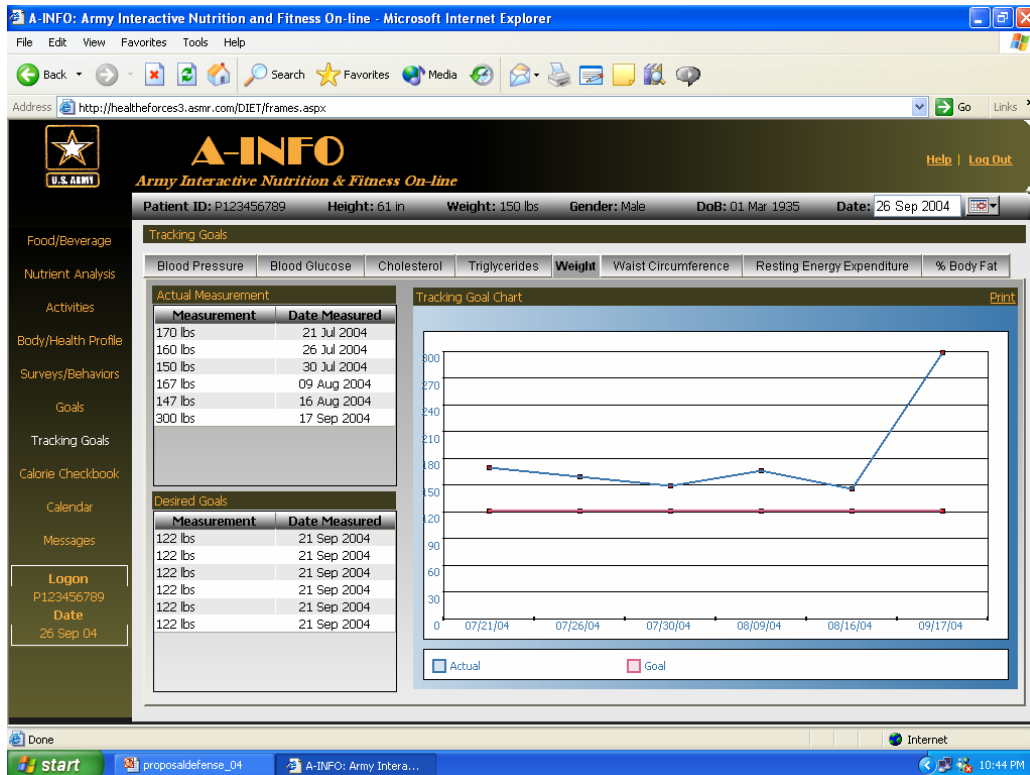 A-INFO: Army Interactive Nutrition and Fitness On-line - Microsoft Internet Explorer
File Edit View Favorites Tools Help
Back Search Favorites Media
Address http://healtheforces3.asmr.com/DIET/frames.aspx Go Links
U.S. ARMY
A-INFO
Army Interactive Nutrition & Fitness On-line
Help | Log Out
Patient ID: P123456789 Height: 61 in Weight: 150 lbs Gender: Male DoB: 01 Mar 1935 Date: 26 Sep 2004
Food/Beverage
Nutrient Analysis
Activities
Body/Health Profile
Surveys/Behaviors
Goals
Tracking Goals
Calorie Checkbook
Calendar
Messages
Logon
P123456789
Date
26 Sep 04
Tracking Goals
Blood Pressure Blood Glucose Cholesterol Triglycerides Weight Waist Circumference Resting Energy Expenditure % Body Fat
Actual Measurement
Measurement Date Measured
170 lbs 21 Jul 2004
160 lbs 26 Jul 2004
150 lbs 30 Jul 2004
167 lbs 09 Aug 2004
147 lbs 16 Aug 2004
300 lbs 17 Sep 2004
Desired Goals
Measurement Date Measured
122 lbs 21 Sep 2004
122 lbs 21 Sep 2004
122 lbs 21 Sep 2004
122 lbs 21 Sep 2004
122 lbs 21 Sep 2004
122 lbs 21 Sep 2004
Tracking Goal Chart Print
300
270
240
210
180
150
120
90
60
30
0 07/21/04 07/26/04 07/30/04 08/09/04 08/16/04 09/17/04
Actual Goal
Done Internet
start proposaldefense_04 A-INFO: Army Intera... 10:44 PM